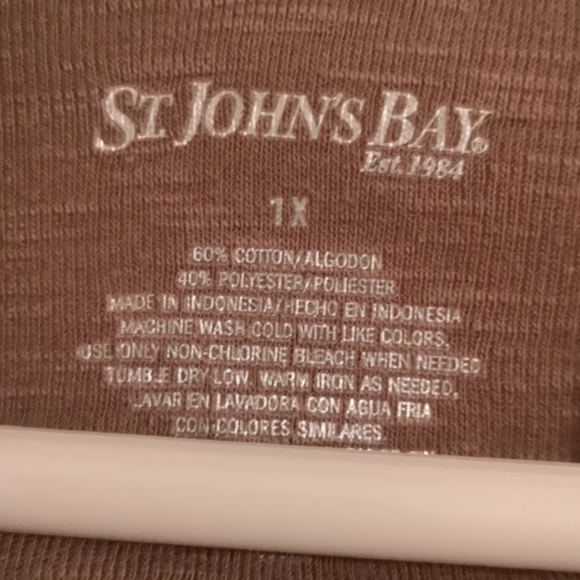 ST JOHN'S BAY®
Est. 1984
1X
60% COTTON/ALGODON
40% POLYESTER/POLIESTER
MADE IN INDONESIA/HECHO EN INDONESIA
MACHINE WASH COLD WITH LIKE COLORS,
USE ONLY NON-CHLORINE BLEACH WHEN NEEDED
TUMBLE DRY LOW, WARM IRON AS NEEDED,
LAVAR EN LAVADORA CON AGUA FRIA
CON COLORES SIMILARES